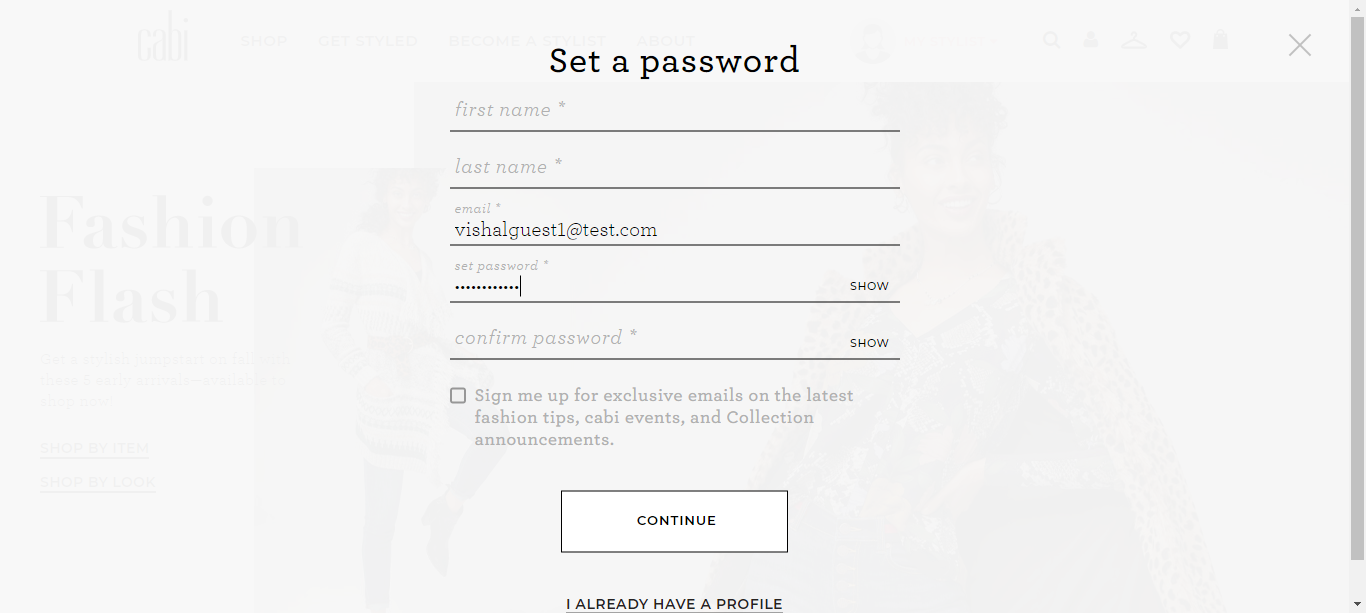 cabi SHOP GET STYLED BECOME A STYLIST ABOUT
Set a password
first name *
last name *
email *
vishalguest1@test.com
set password *
•••••••••••• SHOW
confirm password * SHOW
Sign me up for exclusive emails on the latest
fashion tips, cabi events, and Collection
announcements.
CONTINUE
I ALREADY HAVE A PROFILE
Fashion
Flash
Get a stylish jumpstart on fall with
these 5 early arrivals—available to
shop now!
SHOP BY ITEM
SHOP BY LOOK